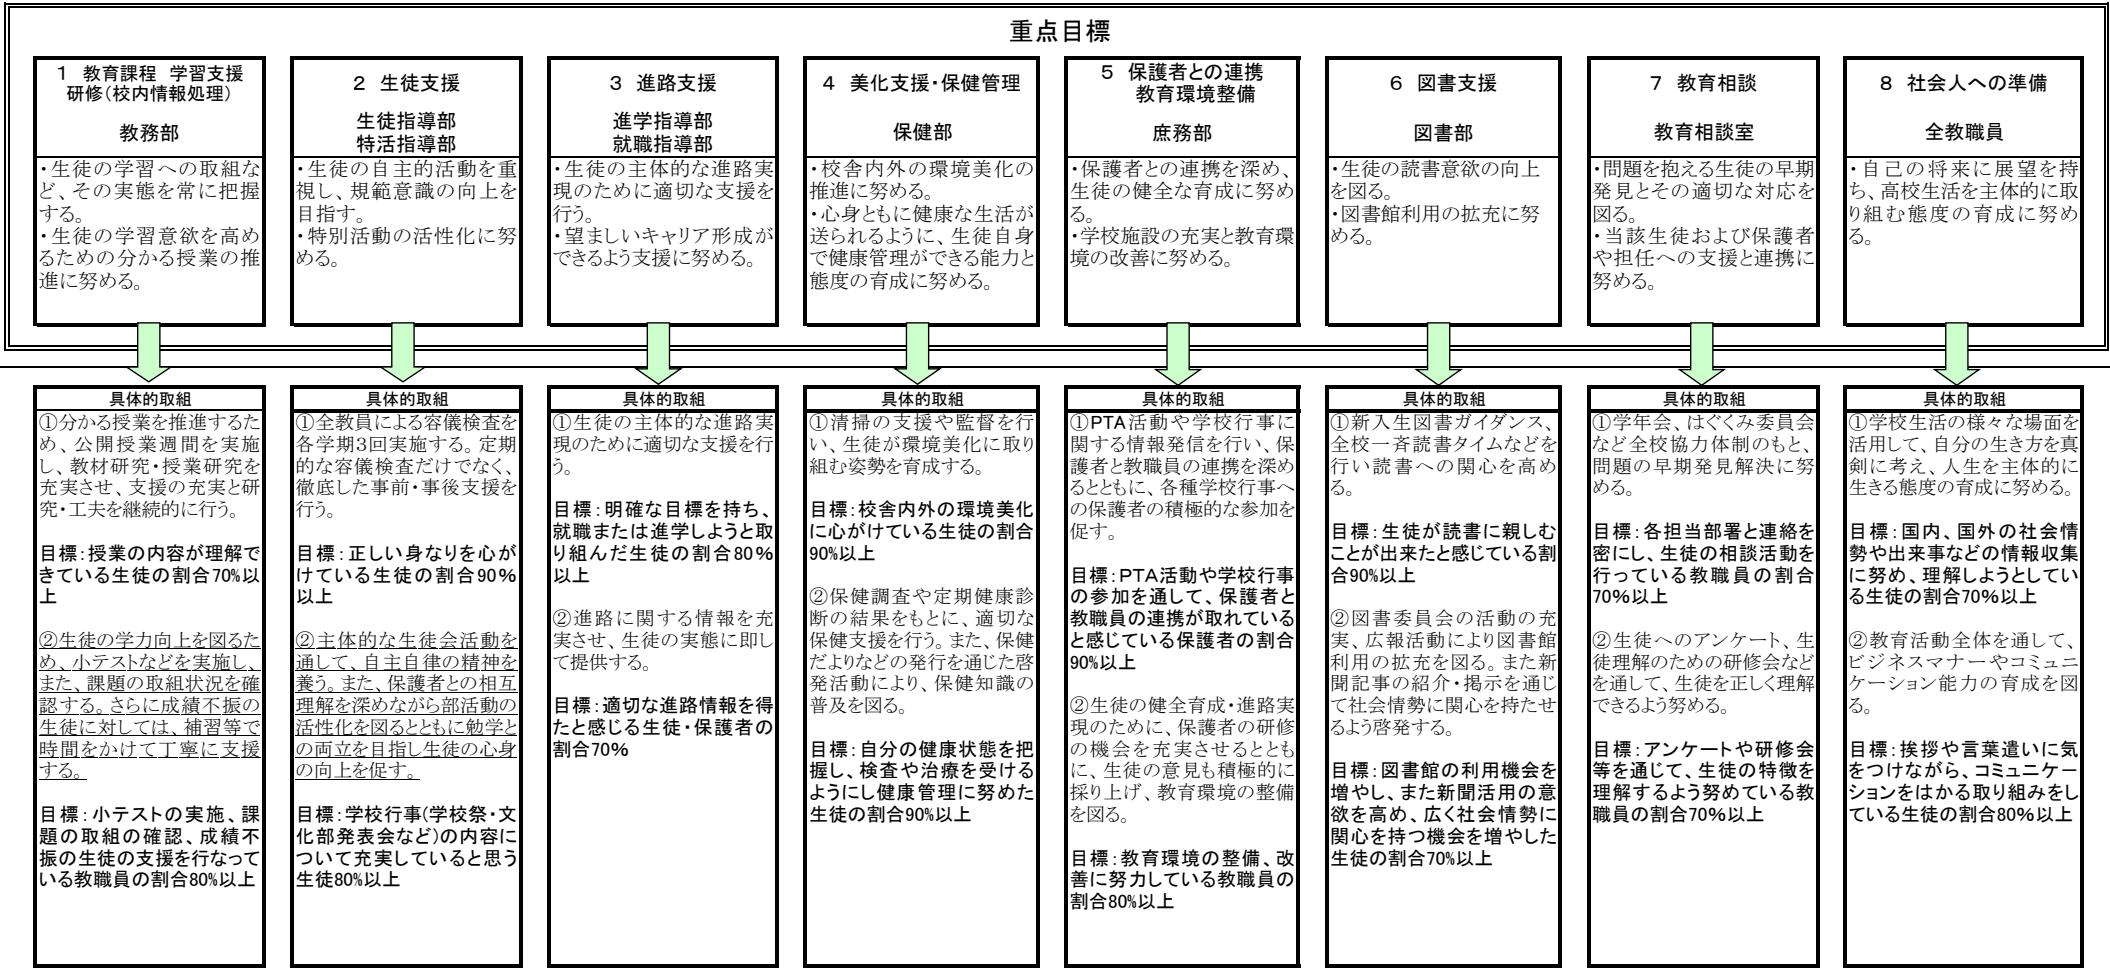 重点目標
1 教育課程 学習支援
研修(校内情報処理)
教務部
・生徒の学習への取組な
ど、その実態を常に把握
する。
・生徒の学習意欲を高め
るための分かる授業の推
進に努める。
2 生徒支援
生徒指導部
特活指導部
・生徒の自主的活動を重
視し、規範意識の向上を
目指す。
・特別活動の活性化に努
める。
3 進路支援
進学指導部
就職指導部
・生徒の主体的な進路実
現のために適切な支援を
行う。
・望ましいキャリア形成が
できるよう支援に努める。
4 美化支援・保健管理
保健部
・校舎内外の環境美化の
推進に努める。
・心身ともに健康な生活が
送られるように、生徒自身
で健康管理ができる能力と
態度の育成に努める。
5 保護者との連携
教育環境整備
庶務部
・保護者との連携を深め、
生徒の健全な育成に努め
る。
・学校施設の充実と教育環
境の改善に努める。
6 図書支援
図書部
・生徒の読書意欲の向上
を図る。
・図書館利用の拡充に努
める。
7 教育相談
教育相談室
・問題を抱える生徒の早期
発見とその適切な対応を
図る。
・当該生徒および保護者
や担任への支援と連携に
努める。
8 社会人への準備
全教職員
・自己の将来に展望を持
ち、高校生活を主体的に取
り組む態度の育成に努め
る。
具体的取組
①分かる授業を推進するた
め、公開授業週間を実施
し、教材研究・授業研究を
充実させ、支援の充実と研
究・工夫を継続的に行う。
目標:授業の内容が理解で
きている生徒の割合70%以
上
②生徒の学力向上を図るた
め、小テストなどを実施し、
また、課題の取組状況を確
認する。さらに成績不振の
生徒に対しては、補習等で
時間をかけて丁寧に支援
する。
目標:小テストの実施、課
題の取組の確認、成績不
振の生徒の支援を行なって
いる教職員の割合80%以上
具体的取組
①全教員による容儀検査を
各学期3回実施する。定期
的な容儀検査だけでなく、
徹底した事前・事後支援を
行う。
目標:正しい身なりを心が
けている生徒の割合90%
以上
②主体的な生徒会活動を
通して、自主自律の精神を
養う。また、保護者との相互
理解を深めながら部活動の
活性化を図るとともに勉学と
の両立を目指し生徒の心身
の向上を促す。
目標:学校行事(学校祭・文
化部発表会など)の内容に
ついて充実していると思う
生徒80%以上
具体的取組
①生徒の主体的な進路実
現のために適切な支援を行
う。
目標:明確な目標を持ち、
就職または進学しようと取
り組んだ生徒の割合80%
以上
②進路に関する情報を充
実させ、生徒の実態に即し
て提供する。
目標:適切な進路情報を得
たと感じる生徒・保護者の
割合70%
具体的取組
①清掃の支援や監督を行
い、生徒が環境美化に取り
組む姿勢を育成する。
目標:校舎内外の環境美化
に心がけている生徒の割合
90%以上
②保健調査や定期健康診
断の結果をもとに、適切な
保健支援を行う。また、保健
だよりなどの発行を通じた啓
発活動により、保健知識の
普及を図る。
目標:自分の健康状態を把
握し、検査や治療を受ける
ようにし健康管理に努めた
生徒の割合90%以上
具体的取組
①PTA活動や学校行事に
関する情報発信を行い、保
護者と教職員の連携を深め
るとともに、各種学校行事へ
の保護者の積極的な参加を
促す。
目標:PTA活動や学校行事
の参加を通して、保護者と
教職員の連携が取れている
と感じている保護者の割合
90%以上
②生徒の健全育成・進路実
現のために、保護者の研修
の機会を充実させるととも
に、生徒の意見も積極的に
採り上げ、教育環境の整備
を図る。
目標:教育環境の整備、改
善に努力している教職員の
割合80%以上
具体的取組
①新入生図書ガイダンス、
全校一斉読書タイムなどを
行い読書への関心を高め
る。
目標:生徒が読書に親しむ
ことが出来たと感じている割
合90%以上
②図書委員会の活動の充
実、広報活動により図書館
利用の拡充を図る。また新
聞記事の紹介・掲示を通じ
て社会情勢に関心を持たせ
るよう啓発する。
目標:図書館の利用機会を
増やし、また新聞活用の意
欲を高め、広く社会情勢に
関心を持つ機会を増やした
生徒の割合70%以上
具体的取組
①学年会、はぐくみ委員会
など全校協力体制のもと、
問題の早期発見解決に努
める。
目標:各担当部署と連絡を
密にし、生徒の相談活動を
行っている教職員の割合
70%以上
②生徒へのアンケート、生
徒理解のための研修会など
を通して、生徒を正しく理解
できるよう努める。
目標:アンケートや研修会
等を通じて、生徒の特徴を
理解するよう努めている教
職員の割合70%以上
具体的取組
①学校生活の様々な場面を
活用して、自分の生き方を真
剣に考え、人生を主体的に
生きる態度の育成に努める。
目標:国内、国外の社会情
勢や出来事などの情報収集
に努め、理解しようとしてい
る生徒の割合70%以上
②教育活動全体を通して、
ビジネスマナーやコミュニ
ケーション能力の育成を図
る。
目標:挨拶や言葉遣いに気
をつけながら、コミュニケー
ションをはかる取り組みをし
ている生徒の割合80%以上